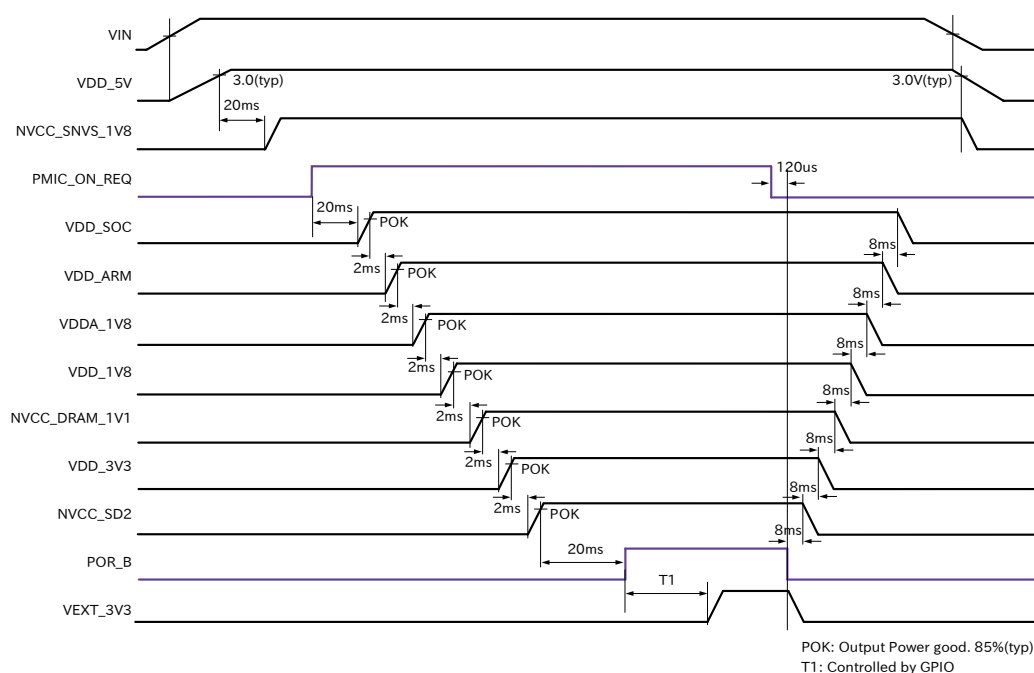 VIN
VDD_5V
3.0(typ)
3.0V(typ)
20ms
NVCC_SNVS_1V8
PMIC_ON_REQ
120us
20ms
VDD_SOC
POK
8ms
2ms
VDD_ARM
POK
8ms
2ms
VDDA_1V8
POK
8ms
2ms
VDD_1V8
POK
8ms
2ms
NVCC_DRAM_1V1
POK
8ms
2ms
VDD_3V3
POK
8ms
2ms
NVCC_SD2
POK
8ms
20ms
POR_B
T1
VEXT_3V3
POK: Output Power good. 85%(typ)
T1: Controlled by GPIO